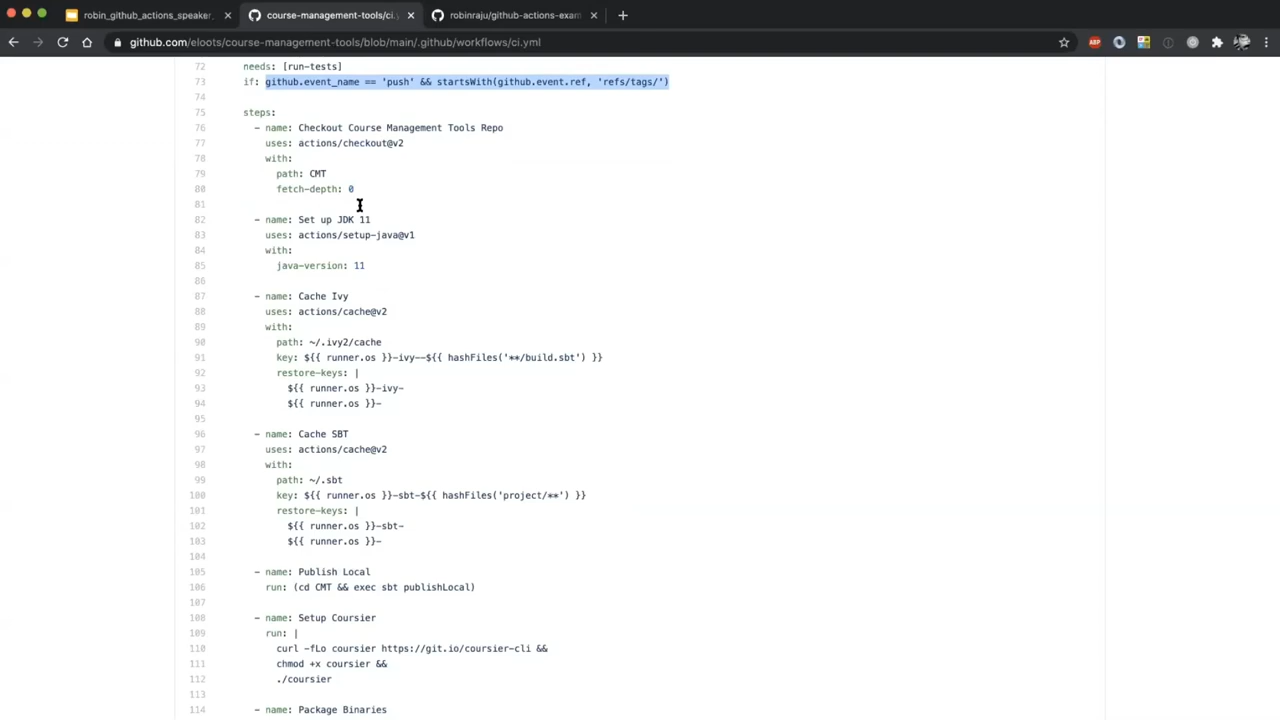 robin_github_actions_speaker_
course-management-tools/ci.y
robinraju/github-actions-exam
github.com/eloots/course-management-tools/blob/main/.github/workflows/ci.yml
ABP
72 needs: [run-tests]
73 if: github.event_name == 'push' && startsWith(github.event.ref, 'refs/tags/')
74
75 steps:
76 - name: Checkout Course Management Tools Repo
77 uses: actions/checkout@v2
78 with:
79 path: CMT
80 fetch-depth: 0
81
82 - name: Set up JDK 11
83 uses: actions/setup-java@v1
84 with:
85 java-version: 11
86
87 - name: Cache Ivy
88 uses: actions/cache@v2
89 with:
90 path: ~/.ivy2/cache
91 key: ${{ runner.os }}-ivy--${{ hashFiles('**/build.sbt') }}
92 restore-keys: |
93 ${{ runner.os }}-ivy-
94 ${{ runner.os }}-
95
96 - name: Cache SBT
97 uses: actions/cache@v2
98 with:
99 path: ~/.sbt
100 key: ${{ runner.os }}-sbt-${{ hashFiles('project/**') }}
101 restore-keys: |
102 ${{ runner.os }}-sbt-
103 ${{ runner.os }}-
104
105 - name: Publish Local
106 run: (cd CMT && exec sbt publishLocal)
107
108 - name: Setup Coursier
109 run: |
110 curl -fLo coursier https://git.io/coursier-cli &&
111 chmod +x coursier &&
112 ./coursier
113
114 - name: Package Binaries